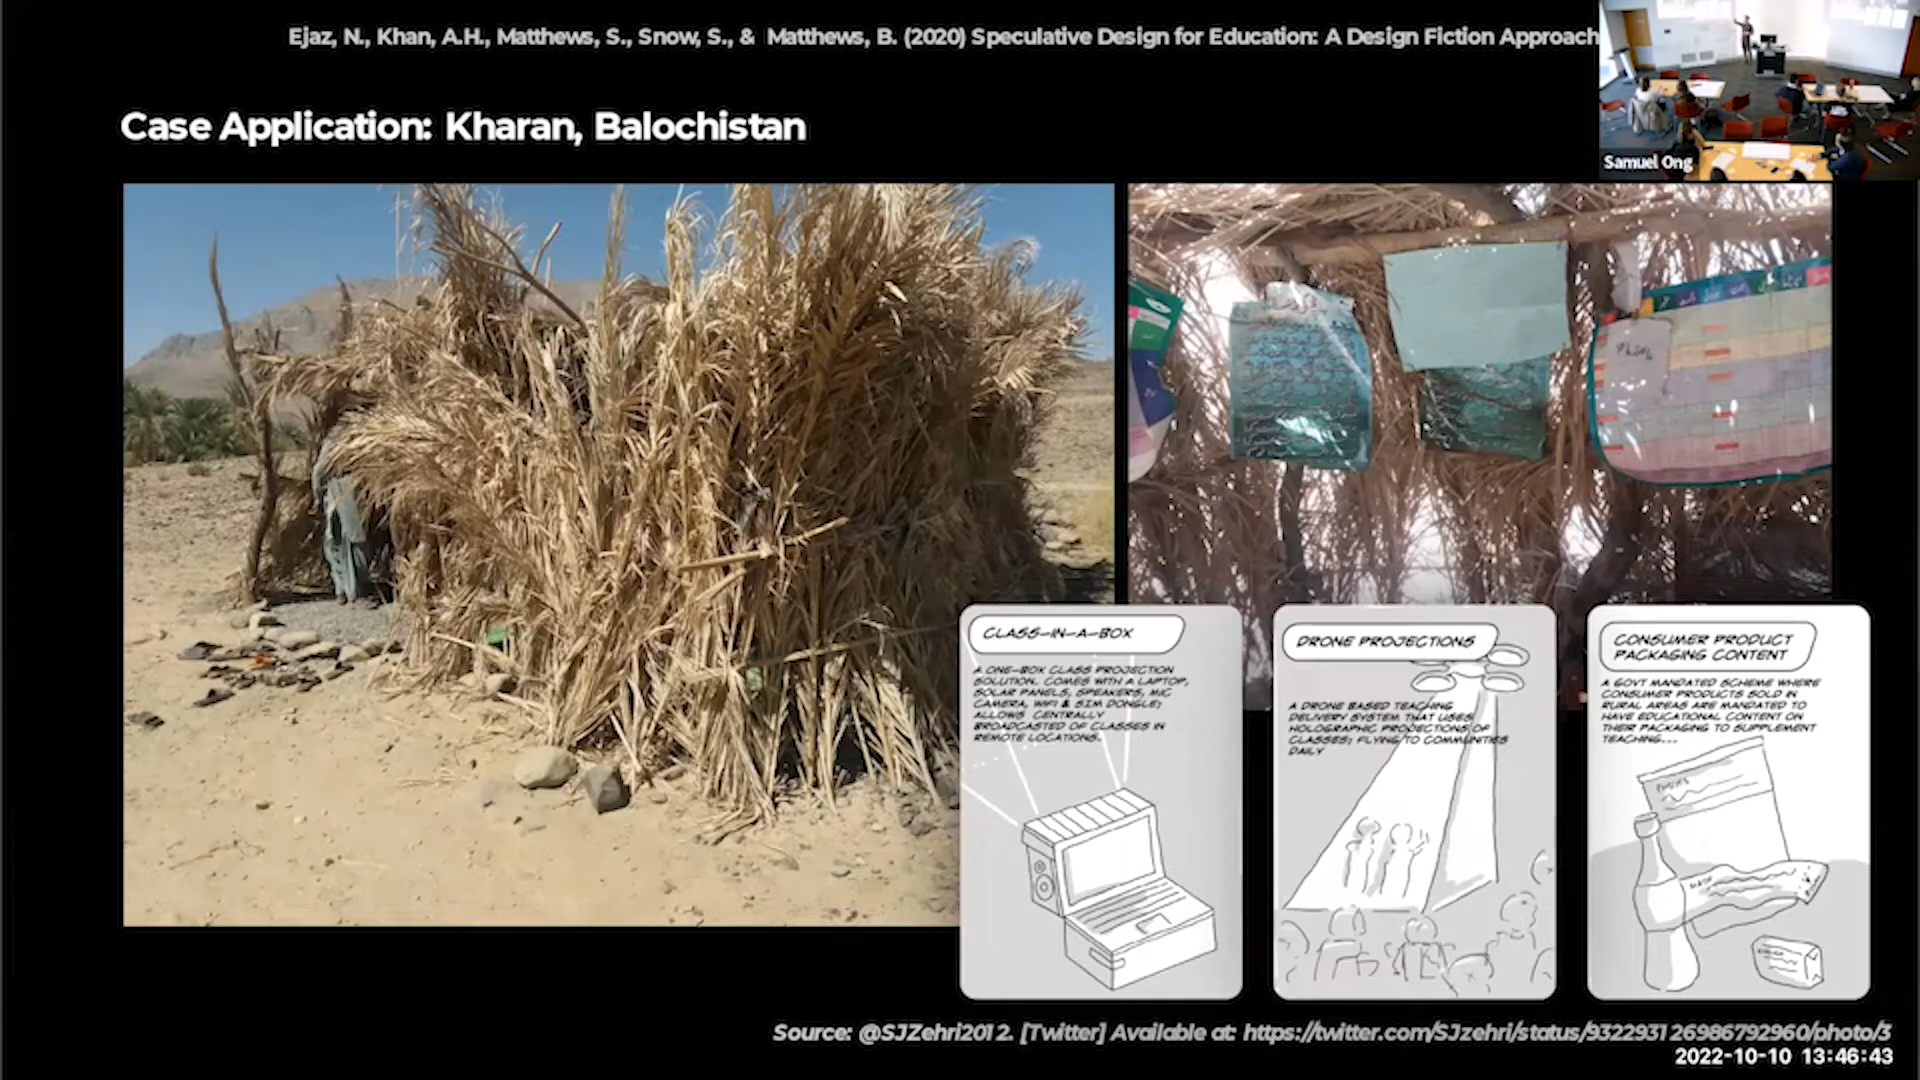 Ejaz, N., Khan, A.H., Matthews, S., Snow, S., & Matthews, B. (2020) Speculative Design for Education: A Design Fiction Approach
Samuel Ong
Case Application: Kharan, Balochistan
CLASS-IN-A-BOX
A ONE-BOX CLASS PROJECTION
SOLUTION. COMES WITH A LAPTOP,
SOLAR PANELS, SPEAKERS, MIC
CAMERA, WIFI & SIM DONGLE;
ALLOWS CENTRALLY
BROADCASTED OF CLASSES IN
REMOTE LOCATIONS.
DRONE PROJECTIONS
A DRONE BASED TEACHING
DELIVERY SYSTEM THAT USES
HOLOGRAPHIC PROJECTIONS OF
CLASSES; FLYING TO COMMUNITIES
DAILY
CONSUMER PRODUCT
PACKAGING CONTENT
A GOVT MANDATED SCHEME WHERE
CONSUMER PRODUCTS SOLD IN
RURAL AREAS ARE MANDATED TO
HAVE EDUCATIONAL CONTENT ON
THEIR PACKAGING TO SUPPLEMENT
TEACHING...
Source: @SJZehri2012. [Twitter] Available at: https://twitter.com/SJzehri/status/932293126986792960/photo/3
2022-10-10 13:46:43